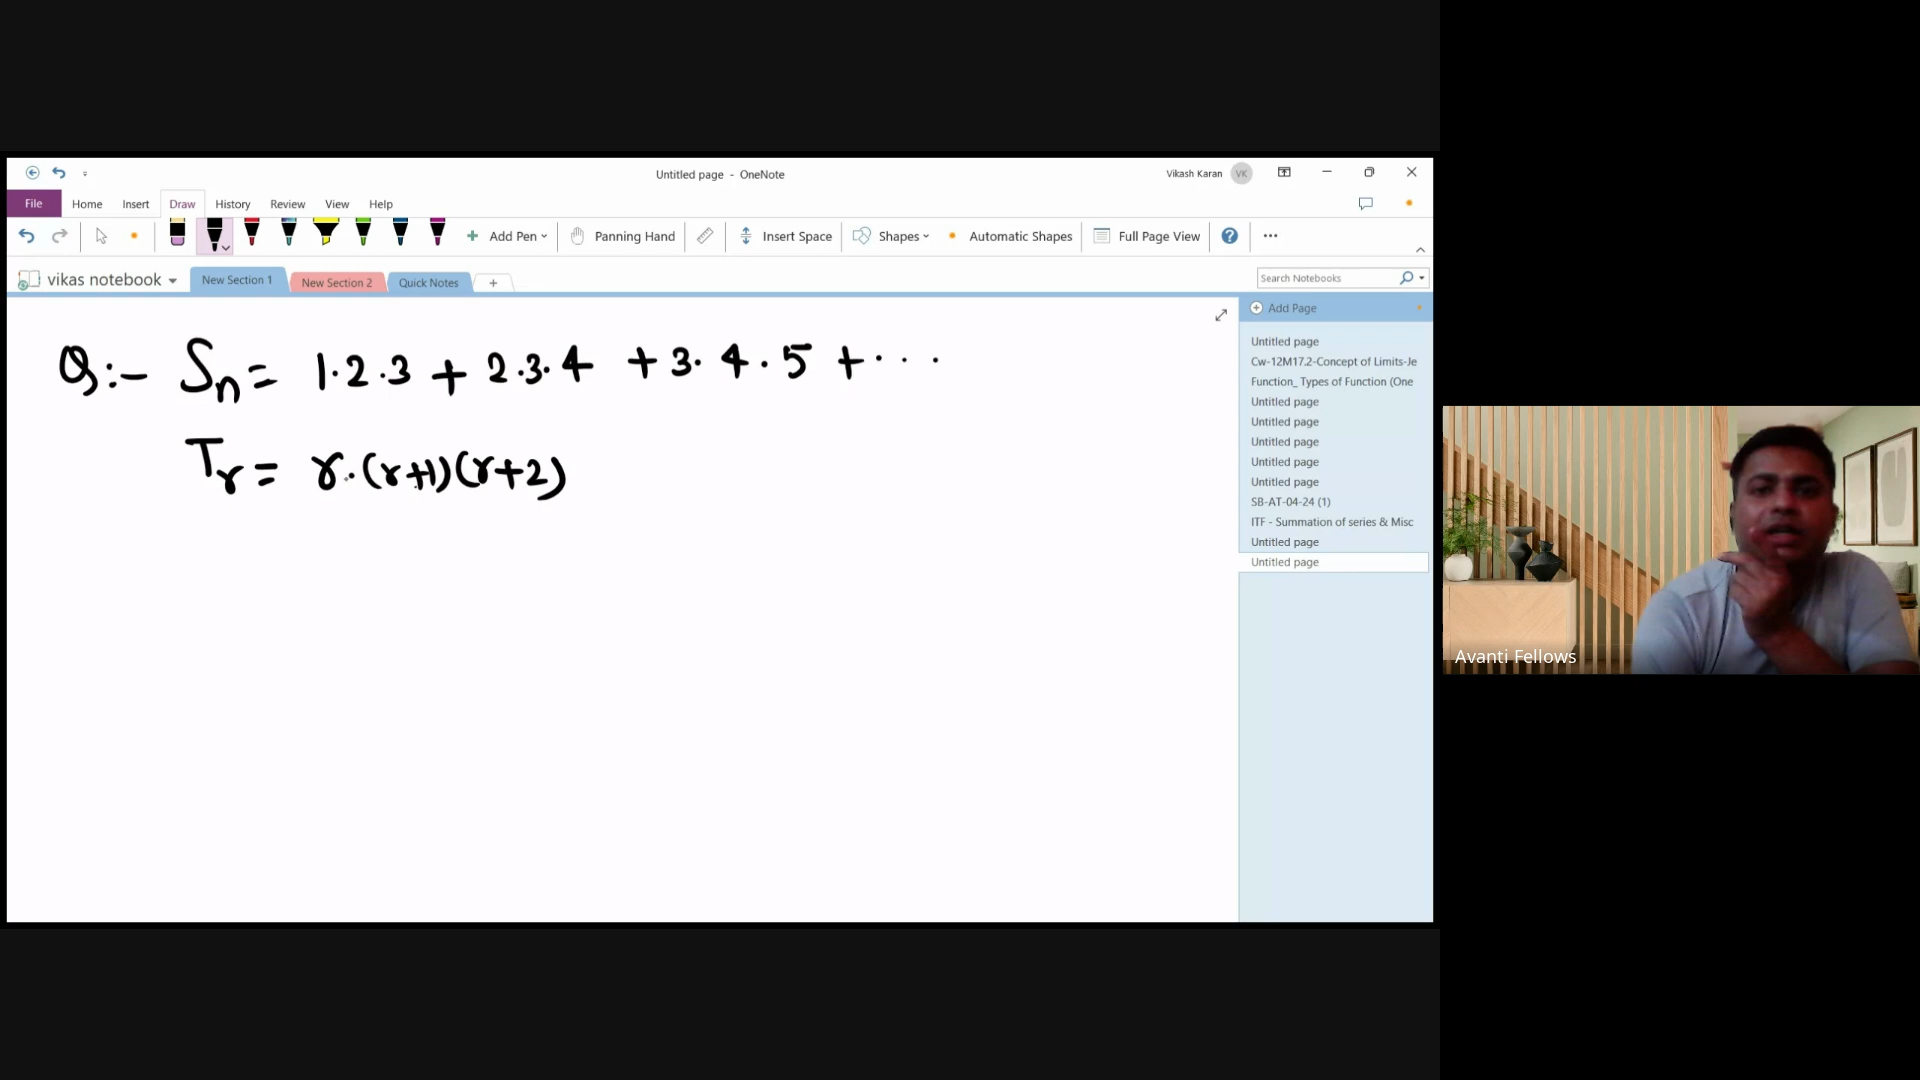 Untitled page - OneNote
Vikash Karan VK
File Home Insert Draw History Review View Help
Add Pen Panning Hand Insert Space Shapes Automatic Shapes Full Page View
vikas notebook New Section 1 New Section 2 Quick Notes + Search Notebooks
Add Page
Q:- Sn = 1·2·3 + 2·3·4 + 3·4·5 + ···
Tr = r·(r+1)(r+2)
Untitled page
Cw-12M17.2-Concept of Limits-Je
Function_ Types of Function (One
Untitled page
Untitled page
Untitled page
Untitled page
Untitled page
SB-AT-04-24 (1)
ITF - Summation of series & Misc
Untitled page
Untitled page
Avanti Fellows